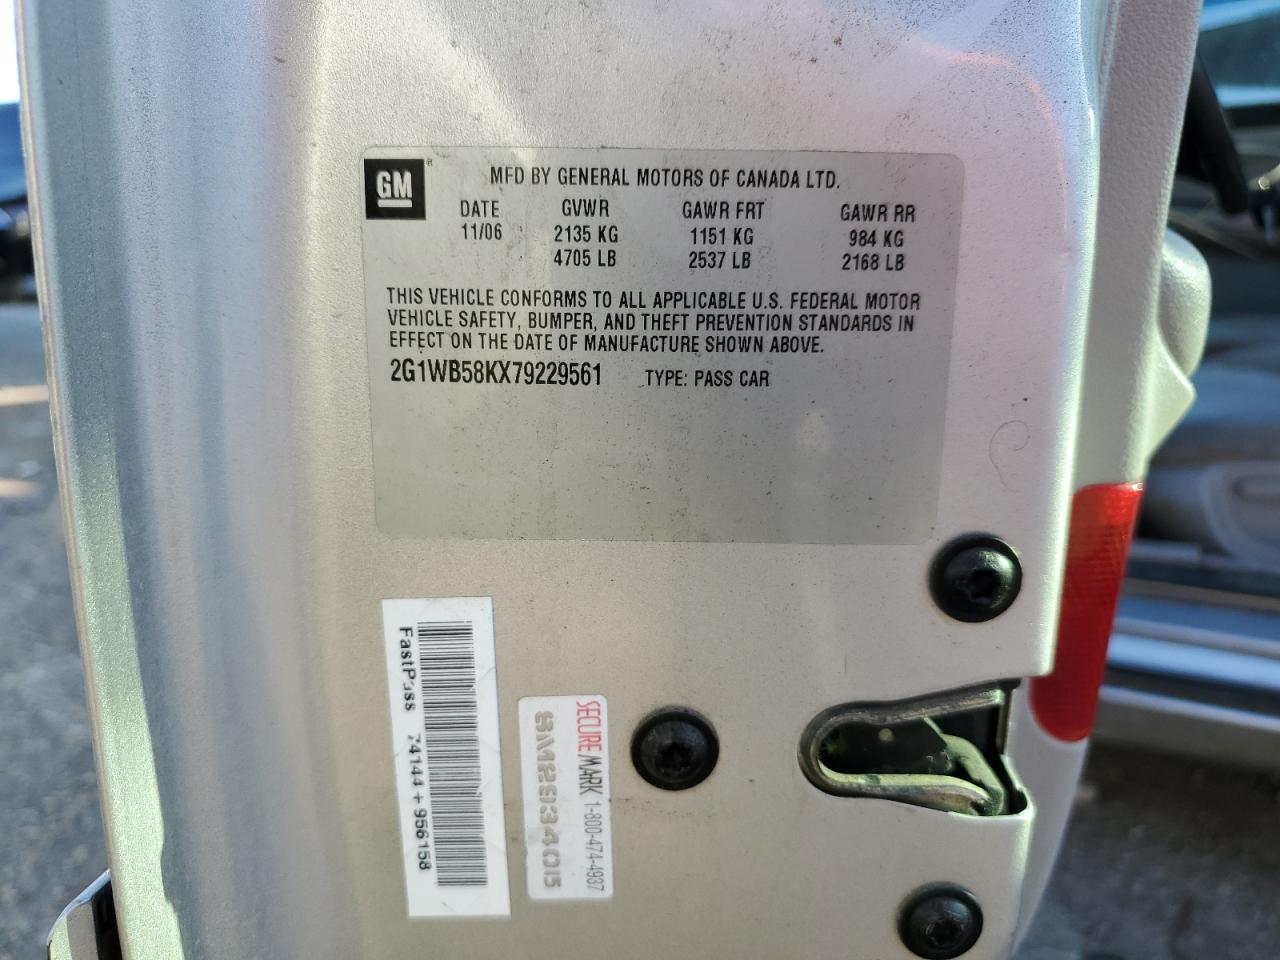 GM
MFD BY GENERAL MOTORS OF CANADA LTD.
DATE GVWR GAWR FRT GAWR RR
11/06 2135 KG 1151 KG 984 KG
4705 LB 2537 LB 2168 LB
THIS VEHICLE CONFORMS TO ALL APPLICABLE U.S. FEDERAL MOTOR
VEHICLE SAFETY, BUMPER, AND THEFT PREVENTION STANDARDS IN
EFFECT ON THE DATE OF MANUFACTURE SHOWN ABOVE.
2G1WB58KX79229561 TYPE: PASS CAR
FastPass 74144+956158
SECURE/MARK 1-800-474-4937
SM2934015